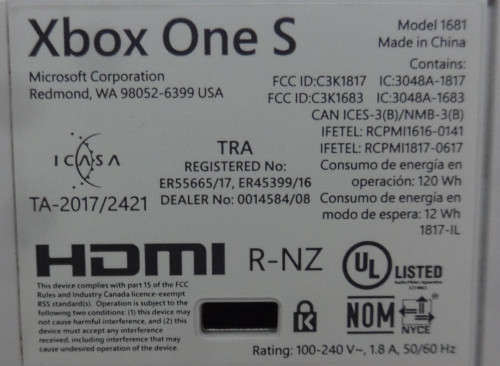 Xbox One S
Model 1681
Made in China
Microsoft Corporation
Redmond, WA 98052-6399 USA
Contains:
FCC ID:C3K1817 IC:3048A-1817
FCC ID:C3K1683 IC:3048A-1683
CAN ICES-3(B)/NMB-3(B)
IFETEL: RCPMI1616-0141
IFETEL: RCPMI1817-0617
Consumo de energía en
operación: 120 Wh
Consumo de energía en
modo de espera: 12 Wh
1817-IL
ICASA
TA-2017/2421
TRA
REGISTERED No:
ER55665/17, ER45399/16
DEALER No: 0014584/08
HDMI
R-NZ
UL
LISTED
This device complies with part 15 of the FCC
Rules and Industry Canada licence-exempt
RSS standard(s). Operation is subject to the
following two conditions: (1) this device may
not cause harmful interference, and (2) this
device must accept any interference
received, including interference that may
cause undesired operation of this device.
K
NOM
NYCE
Rating: 100-240 V~, 1.8 A, 50/60 Hz